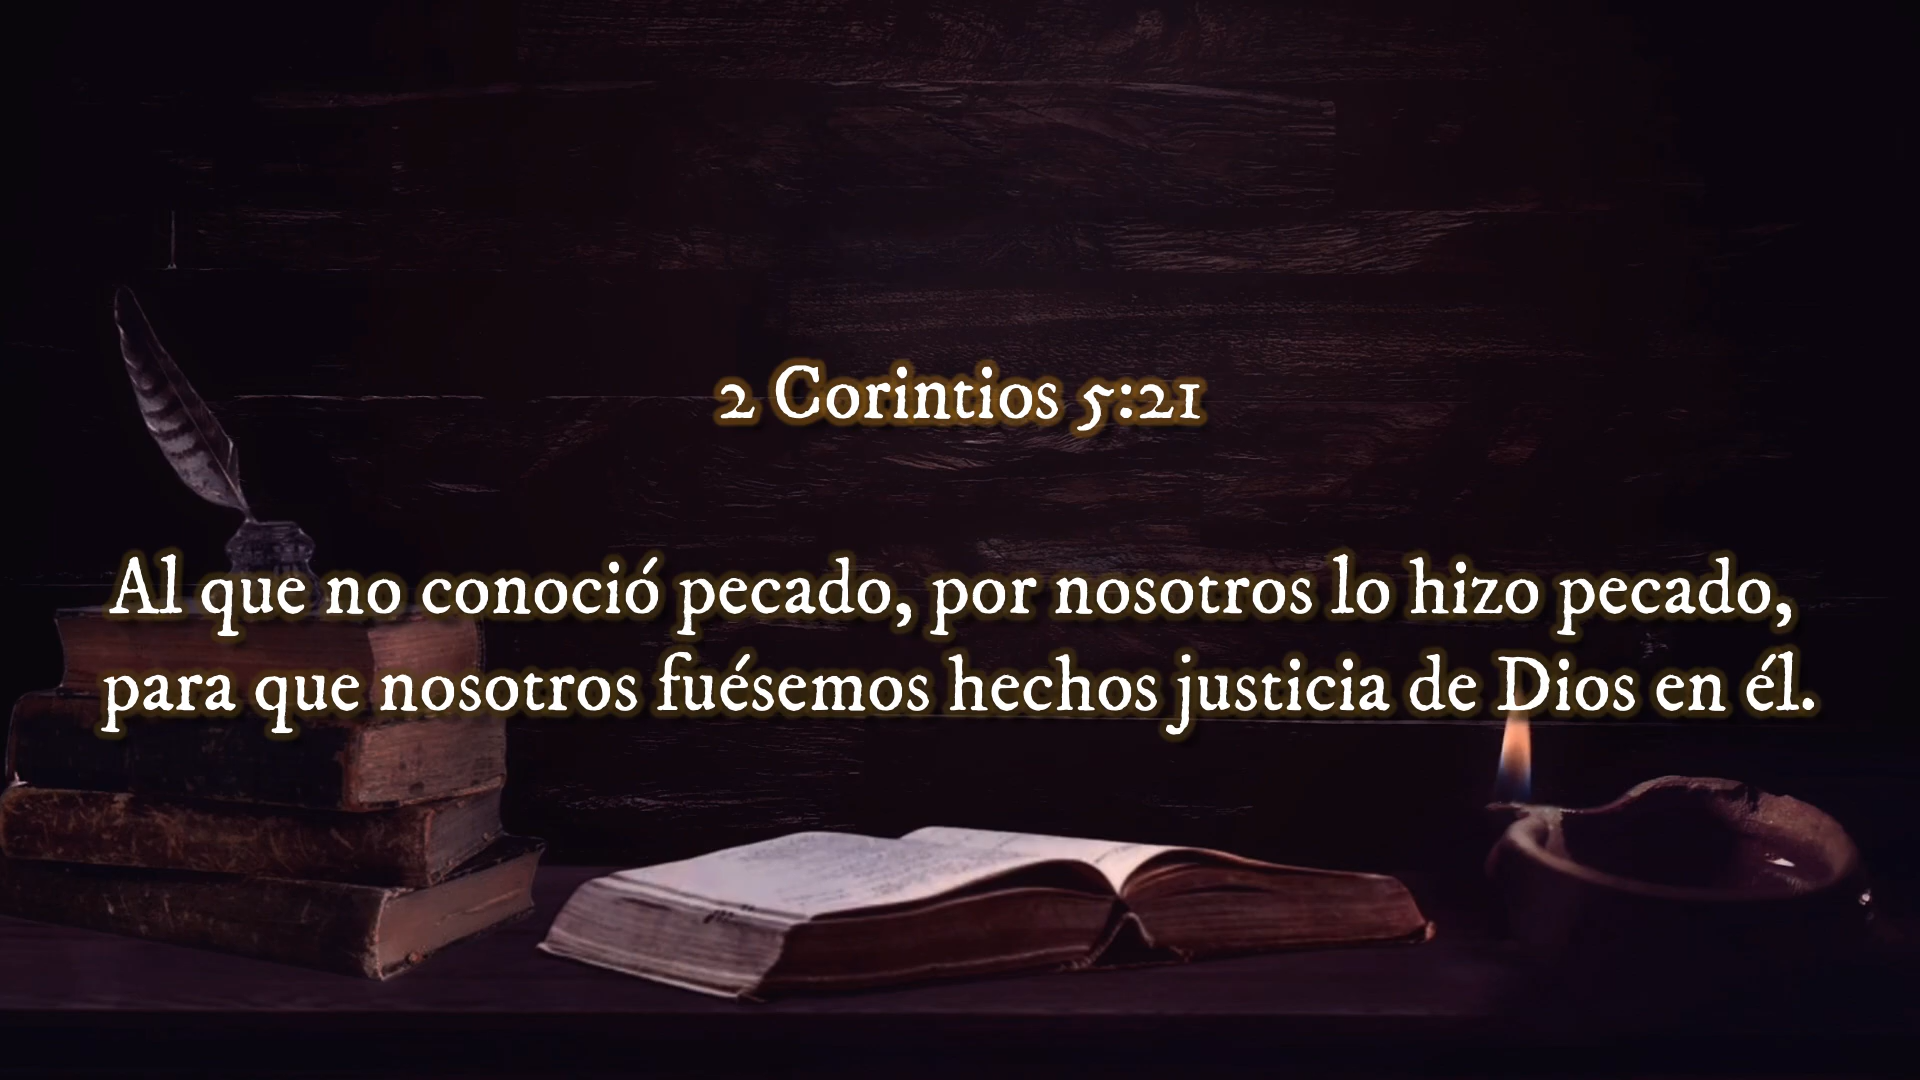 2 Corintios 5:21
Al que no conoció pecado, por nosotros lo hizo pecado,
para que nosotros fuésemos hechos justicia de Dios en él.